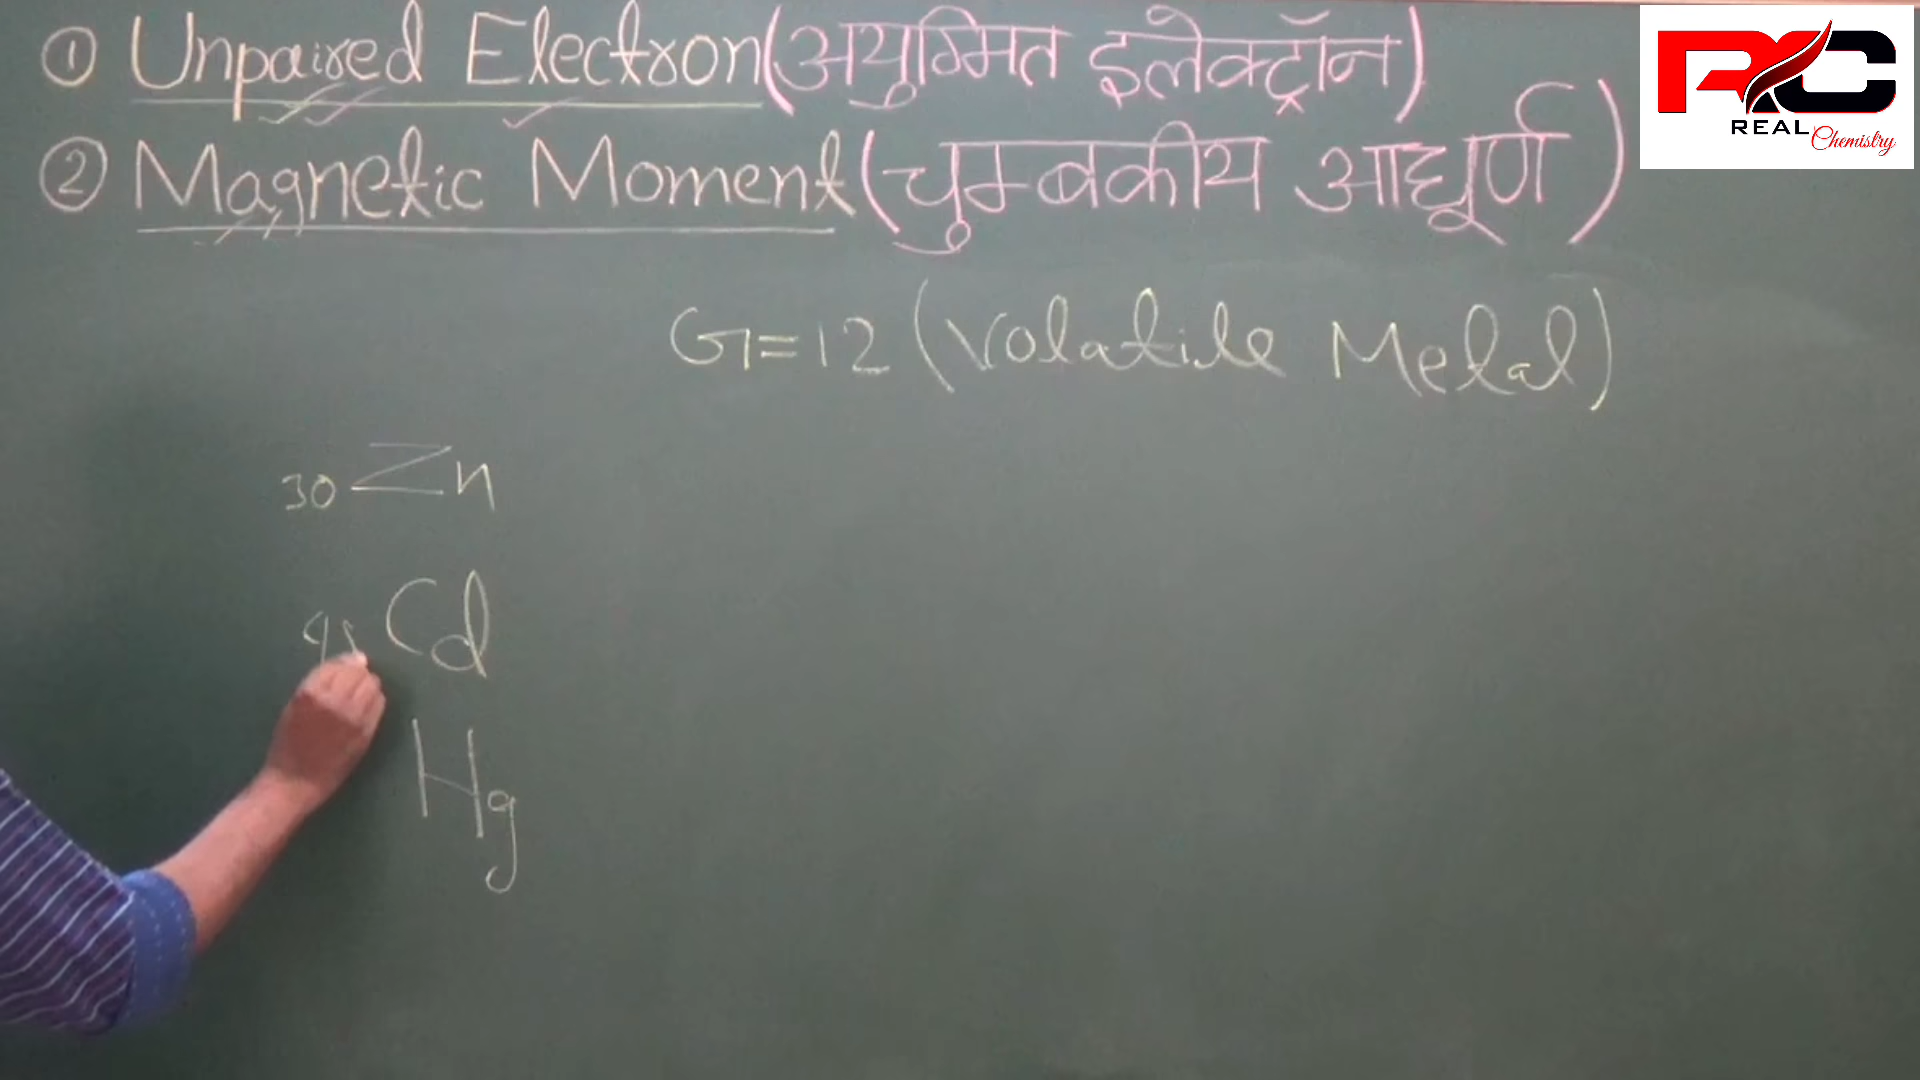 ① Unpaired Electron(अयुग्मित इलेक्ट्रॉन)
② Magnetic Moment(चुम्बकीय आघूर्ण)
RC
REAL
Chemistry
G=12 (Volatile Metal)
30 Zn
Cd
Hg